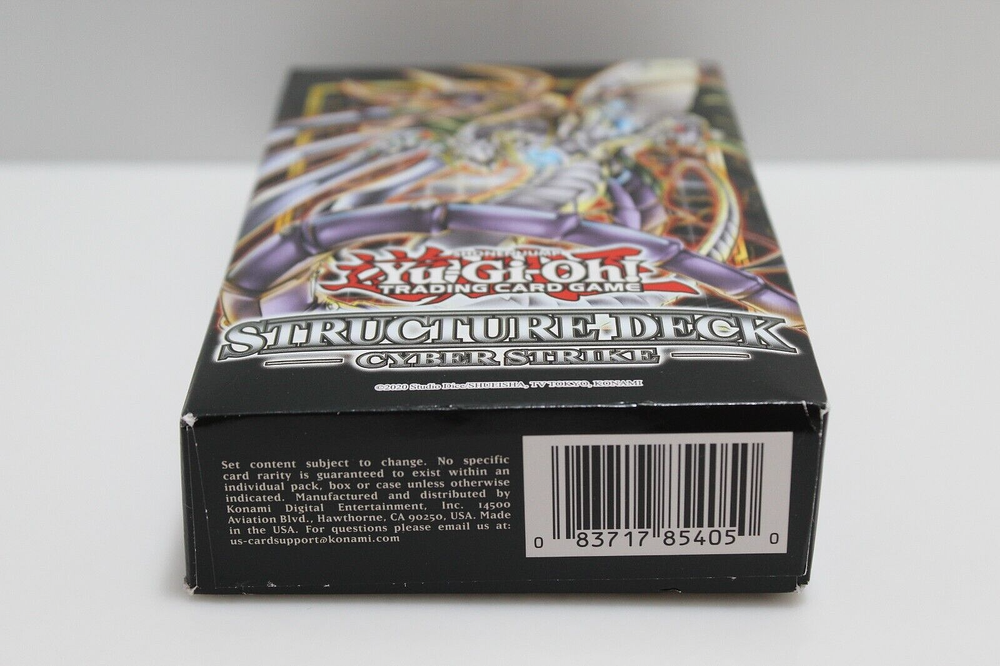 SHONEN JUMP
Yu-Gi-Oh!
TRADING CARD GAME
STRUCTURE DECK
CYBER STRIKE
©2020 Studio Dice/SHUEISHA, TV TOKYO, KONAMI
Set content subject to change. No specific
card rarity is guaranteed to exist within an
individual pack, box or case unless otherwise
indicated. Manufactured and distributed by
Konami Digital Entertainment, Inc. 14500
Aviation Blvd., Hawthorne, CA 90250, USA. Made
in the USA. For questions please email us at:
us-cardsupport@konami.com
0 83717 85405 0